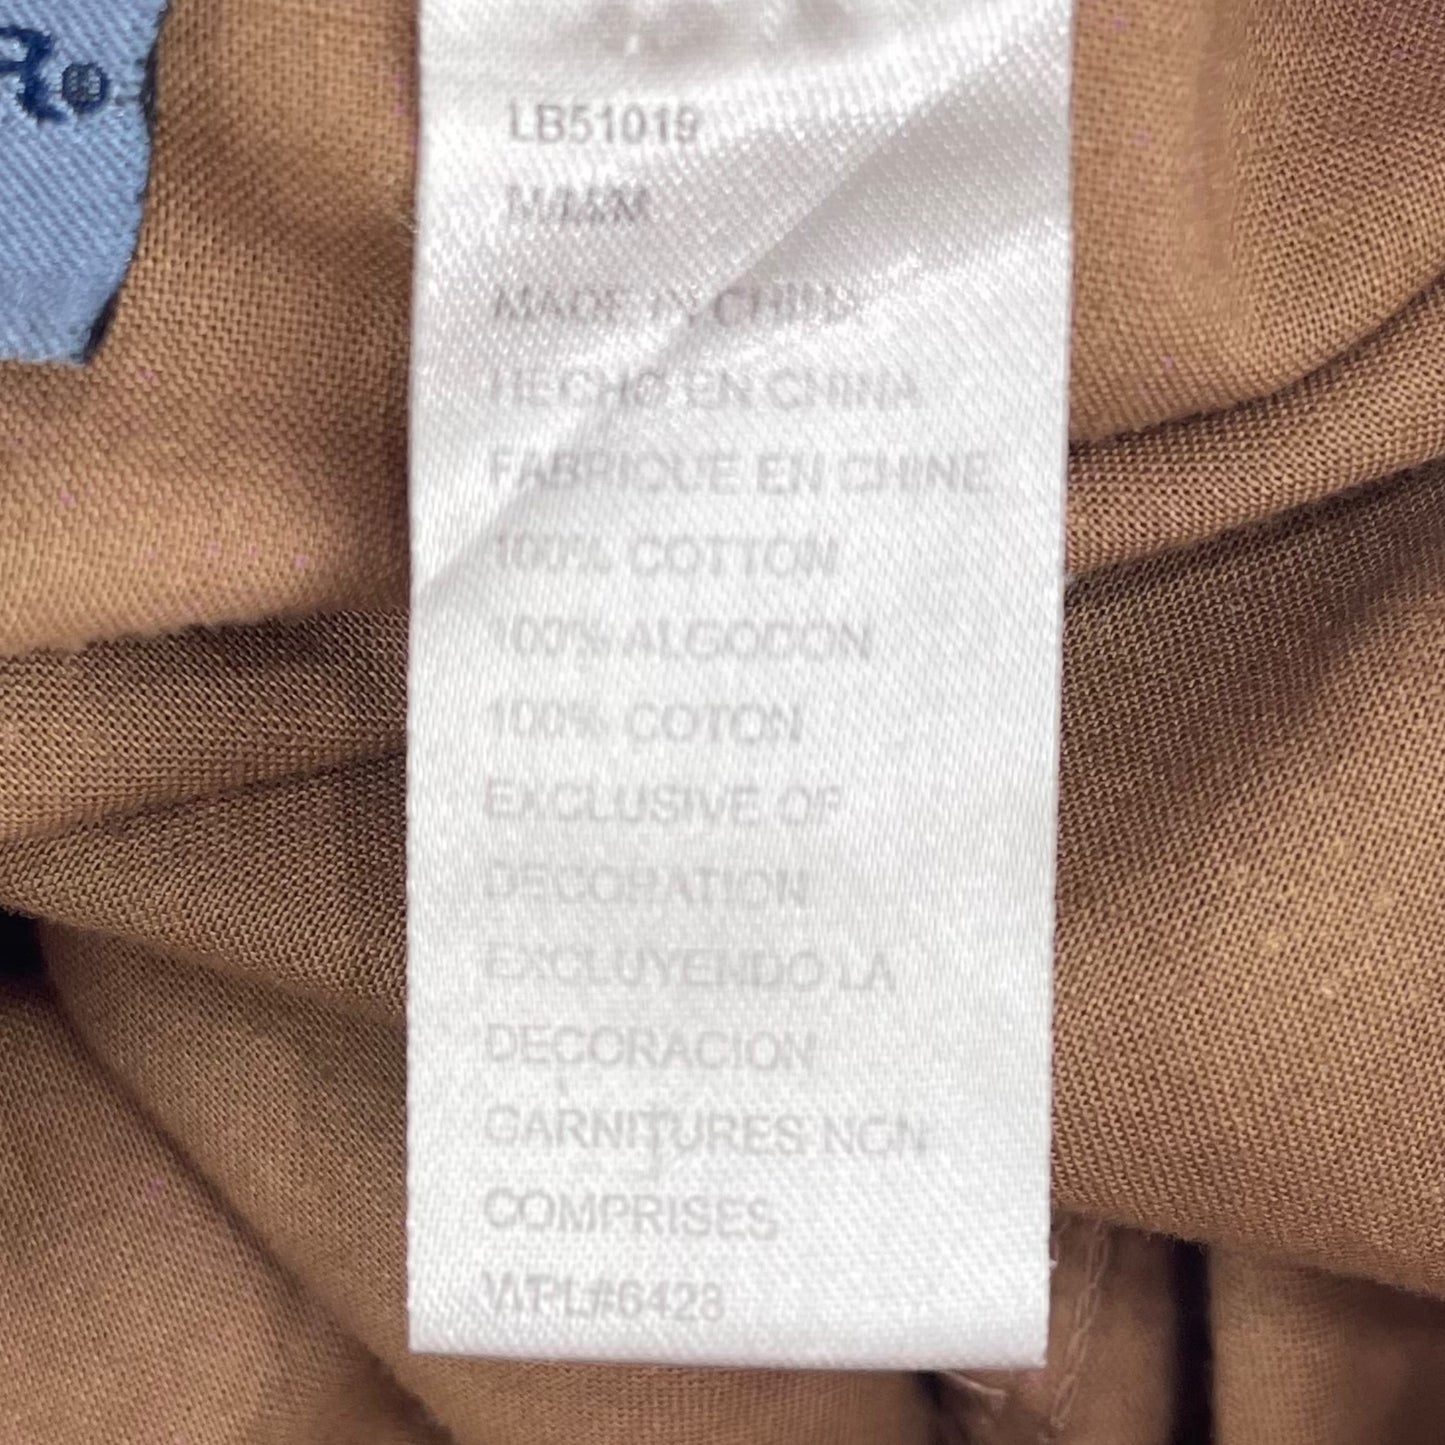 R®
LB51019
M/M/M
MADE IN CHINA
HECHO EN CHINA
FABRIQUE EN CHINE
100% COTTON
100% ALGODON
100% COTON
EXCLUSIVE OF
DECORATION
EXCLUYENDO LA
DECORACION
GARNITURES NON
COMPRISES
WPL#6428